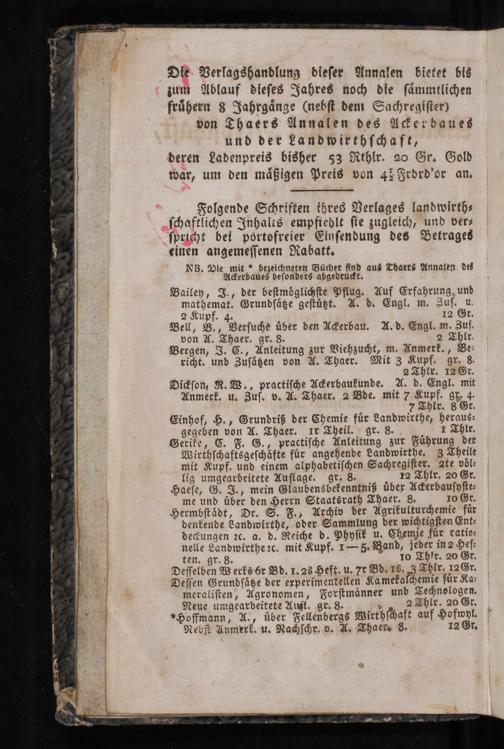 Die Verlagshandlung dieser Annalen bietet bis
zum Ablauf dieses Jahres noch die sämmtlichen
frühern 8 Jahrgänge (nebst dem Sachregister)
von Thaers Annalen des Ackerbaues
und der Landwirthschaft,
deren Ladenpreis bisher 53 Rthlr. 20 Gr. Gold
war, um den mäßigen Preis von 4½ Frdrd'or an.
Folgende Schriften ihres Verlages landwirth-
schaftlichen Inhalts empfiehlt sie zugleich, und ver-
spricht bei portofreier Einsendung des Betrages
einen angemessenen Rabatt.
NB. Die mit * bezeichneten Bücher sind aus Thaers Annalen des
Ackerbaues besonders abgedruckt.
Bailey, J., der bestmöglichste Pflug. Auf Erfahrung und
mathemat. Grundsätze gestützt. A. d. Engl. m. Zus. u.
2 Kupf. 4. 12 Gr.
Bell, B., Versuche über den Ackerbau. A. d. Engl. m. Zus.
von A. Thaer. gr. 8. 2 Thlr.
Bergen, J. C., Anleitung zur Viehzucht, m. Anmerk., Be-
richt. und Zusätzen von A. Thaer. Mit 3 Kupf. gr. 8.
2 Thlr. 12 Gr.
Dickson, R. W., practische Ackerbaukunde. A. d. Engl. mit
Anmerk. u. Zus. v. A. Thaer. 2 Bde. mit 7 Kupf. gr. 4.
7 Thlr. 8 Gr.
Einhof, H., Grundriß der Chemie für Landwirthe, heraus-
gegeben von A. Thaer. 1r Theil. gr. 8. 1 Thlr.
Gerike, C. F. G., practische Anleitung zur Führung der
Wirthschaftsgeschäfte für angehende Landwirthe. 3 Theile
mit Kupf. und einem alphabetischen Sachregister. 2te völ-
lig umgearbeitete Auflage. gr. 8. 12 Thlr. 20 Gr.
Haese, G. J., mein Glaubensbekenntniß über Ackerbausyste-
me und über den Herrn Staatsrath Thaer. 8. 10 Gr.
Hermbstädt, Dr. S. F., Archiv der Agrikulturchemie für
denkende Landwirthe, oder Sammlung der wichtigsten Ent-
deckungen ꝛc. a. d. Reiche d. Physik u. Chemie für ratio-
nelle Landwirthe ꝛc. mit Kupf. 1—5. Band, jeder in 2 Hef-
ten. gr. 8. 10 Thlr. 20 Gr.
Desselben Werks 6r Bd. 1. 2s Heft. u. 7r Bd. 16. 3 Thlr. 12 Gr.
Dessen Grundsätze der experimentellen Kameralchemie für Ka-
meralisten, Agronomen, Forstmänner und Technologen.
Neue umgearbeitete Aufl. gr. 8. 2 Thlr. 20 Gr.
*Hoffmann, A., über Fellenbergs Wirthschaft auf Hofwyl.
Nebst Anmerk. u. Nachschr. v. A. Thaer. 8. 12 Gr.